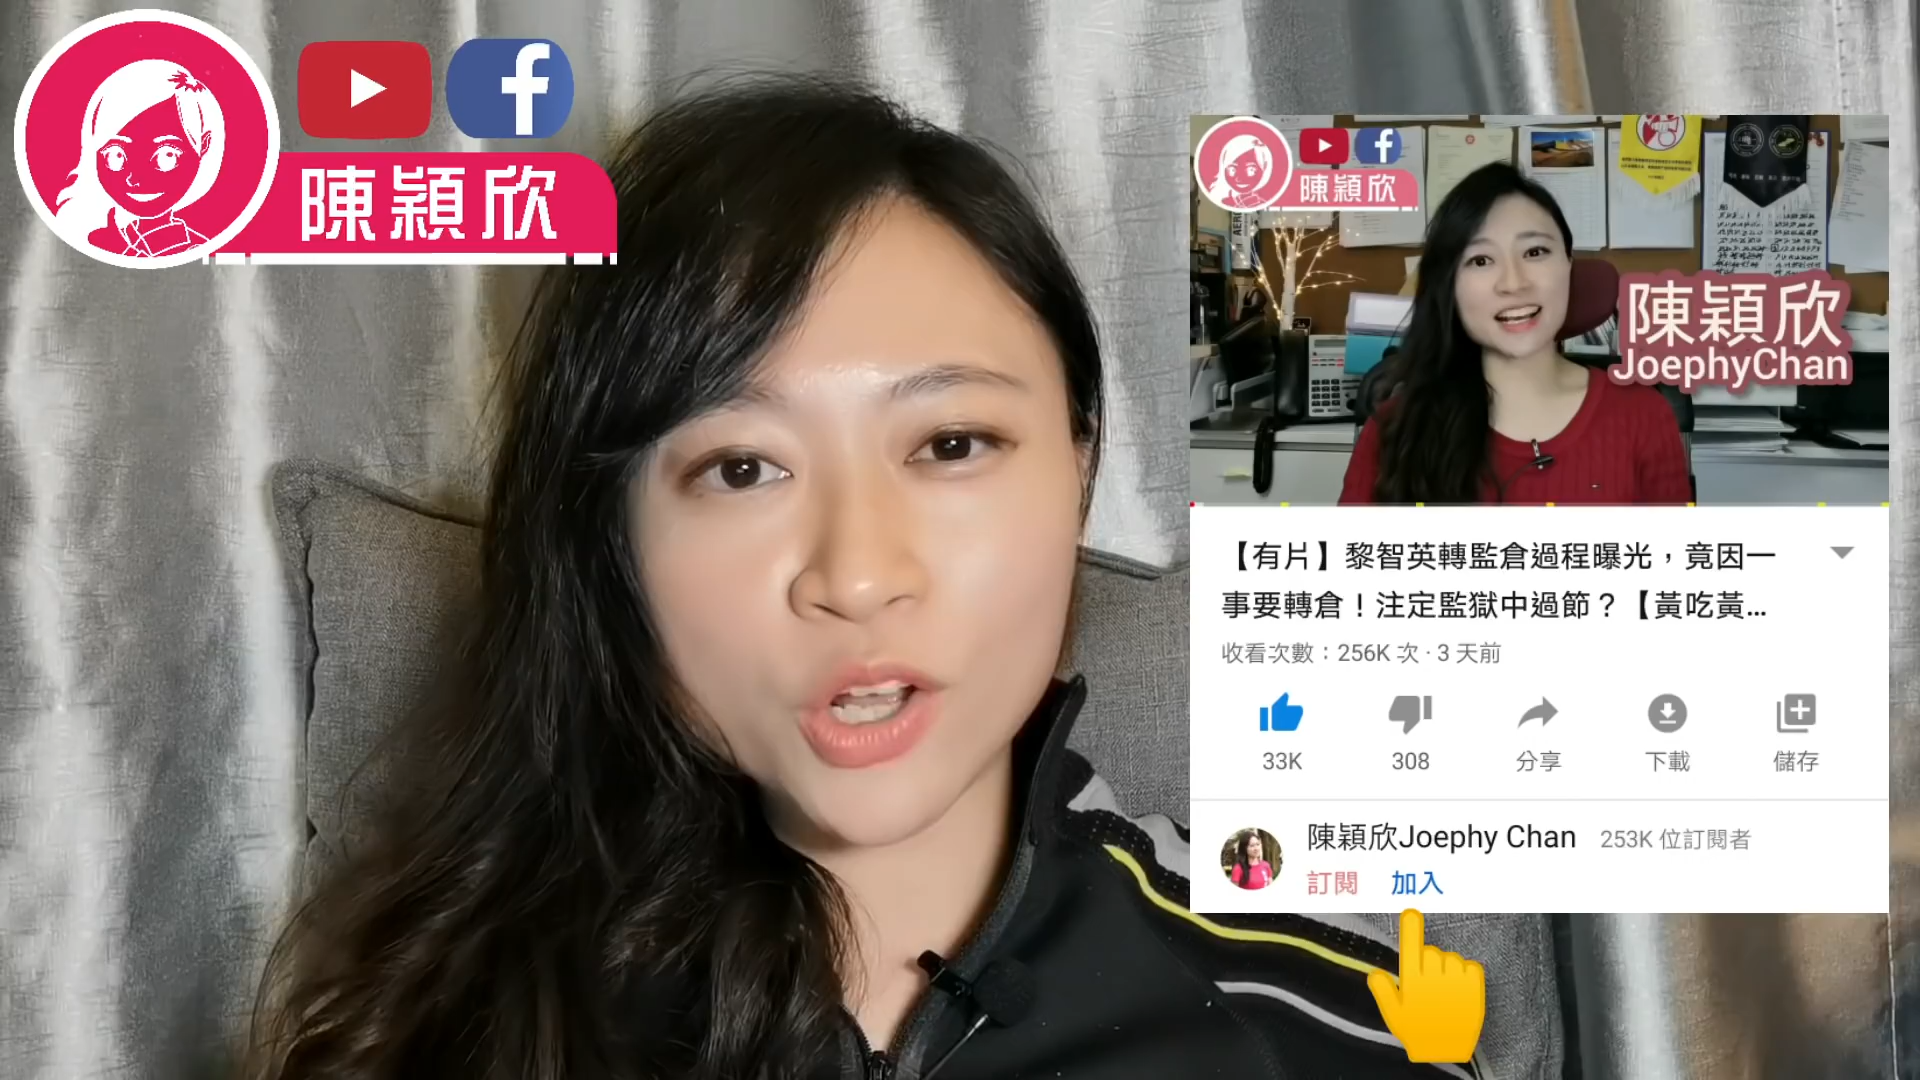 陳穎欣
陳穎欣
陳穎欣
JoephyChan
【有片】黎智英轉監倉過程曝光，竟因一
事要轉倉！注定監獄中過節？【黃吃黃...
收看次數：256K 次 · 3 天前
33K
308
分享
下載
儲存
陳穎欣Joephy Chan 253K 位訂閱者
訂閱 加入